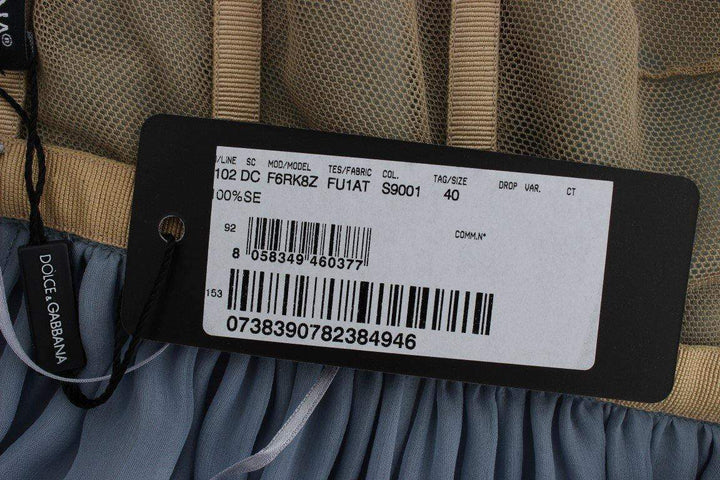 /LINE SC MOD/MODEL TES/FABRIC COL. TAG/SIZE DROP VAR. CT
102 DC F6RK8Z FU1AT S9001 40
100%SE
92
COMM.N*
8 058349 460377
153
0738390782384946
DOLCE & GABBANA